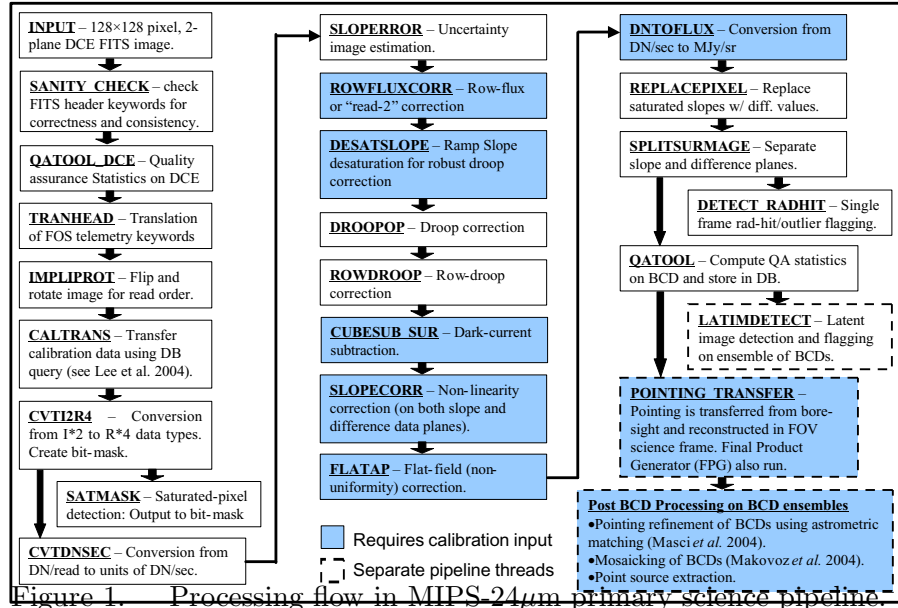 INPUT – 128×128 pixel, 2-
plane DCE FITS image.
SANITY_CHECK – check
FITS header keywords for
correctness and consistency.
QATOOL_DCE – Quality
assurance Statistics on DCE
TRANHEAD – Translation
of FOS telemetry keywords
IMPLIPROT – Flip and
rotate image for read order.
CALTRANS – Transfer
calibration data using DB
query (see Lee et al. 2004).
CVTI2R4 – Conversion
from I*2 to R*4 data types.
Create bit-mask.
SATMASK – Saturated-pixel
detection: Output to bit-mask
CVTDNSEC – Conversion from
DN/read to units of DN/sec.
SLOPERROR – Uncertainty
image estimation.
ROWFLUXCORR – Row-flux
or “read-2” correction
DESATSLOPE – Ramp Slope
desaturation for robust droop
correction
DROOPOP – Droop correction
ROWDROOP – Row-droop
correction
CUBESUB_SUR – Dark-current
subtraction.
SLOPECORR – Non-linearity
correction (on both slope and
difference data planes).
FLATAP – Flat-field (non-
uniformity) correction.
Requires calibration input
Separate pipeline threads
DNTOFLUX – Conversion from
DN/sec to MJy/sr
REPLACEPIXEL – Replace
saturated slopes w/ diff. values.
SPLITSURMAGE – Separate
slope and difference planes.
DETECT_RADHIT – Single
frame rad-hit/outlier flagging.
QATOOL – Compute QA statistics
on BCD and store in DB.
LATIMDETECT – Latent
image detection and flagging
on ensemble of BCDs.
POINTING_TRANSFER –
Pointing is transferred from bore-
sight and reconstructed in FOV
science frame. Final Product
Generator (FPG) also run.
Post BCD Processing on BCD ensembles
•Pointing refinement of BCDs using astrometric
matching (Masci et al. 2004).
•Mosaicking of BCDs (Makovoz et al. 2004).
•Point source extraction.
Figure 1. Processing flow in MIPS-24μm primary science pipeline.